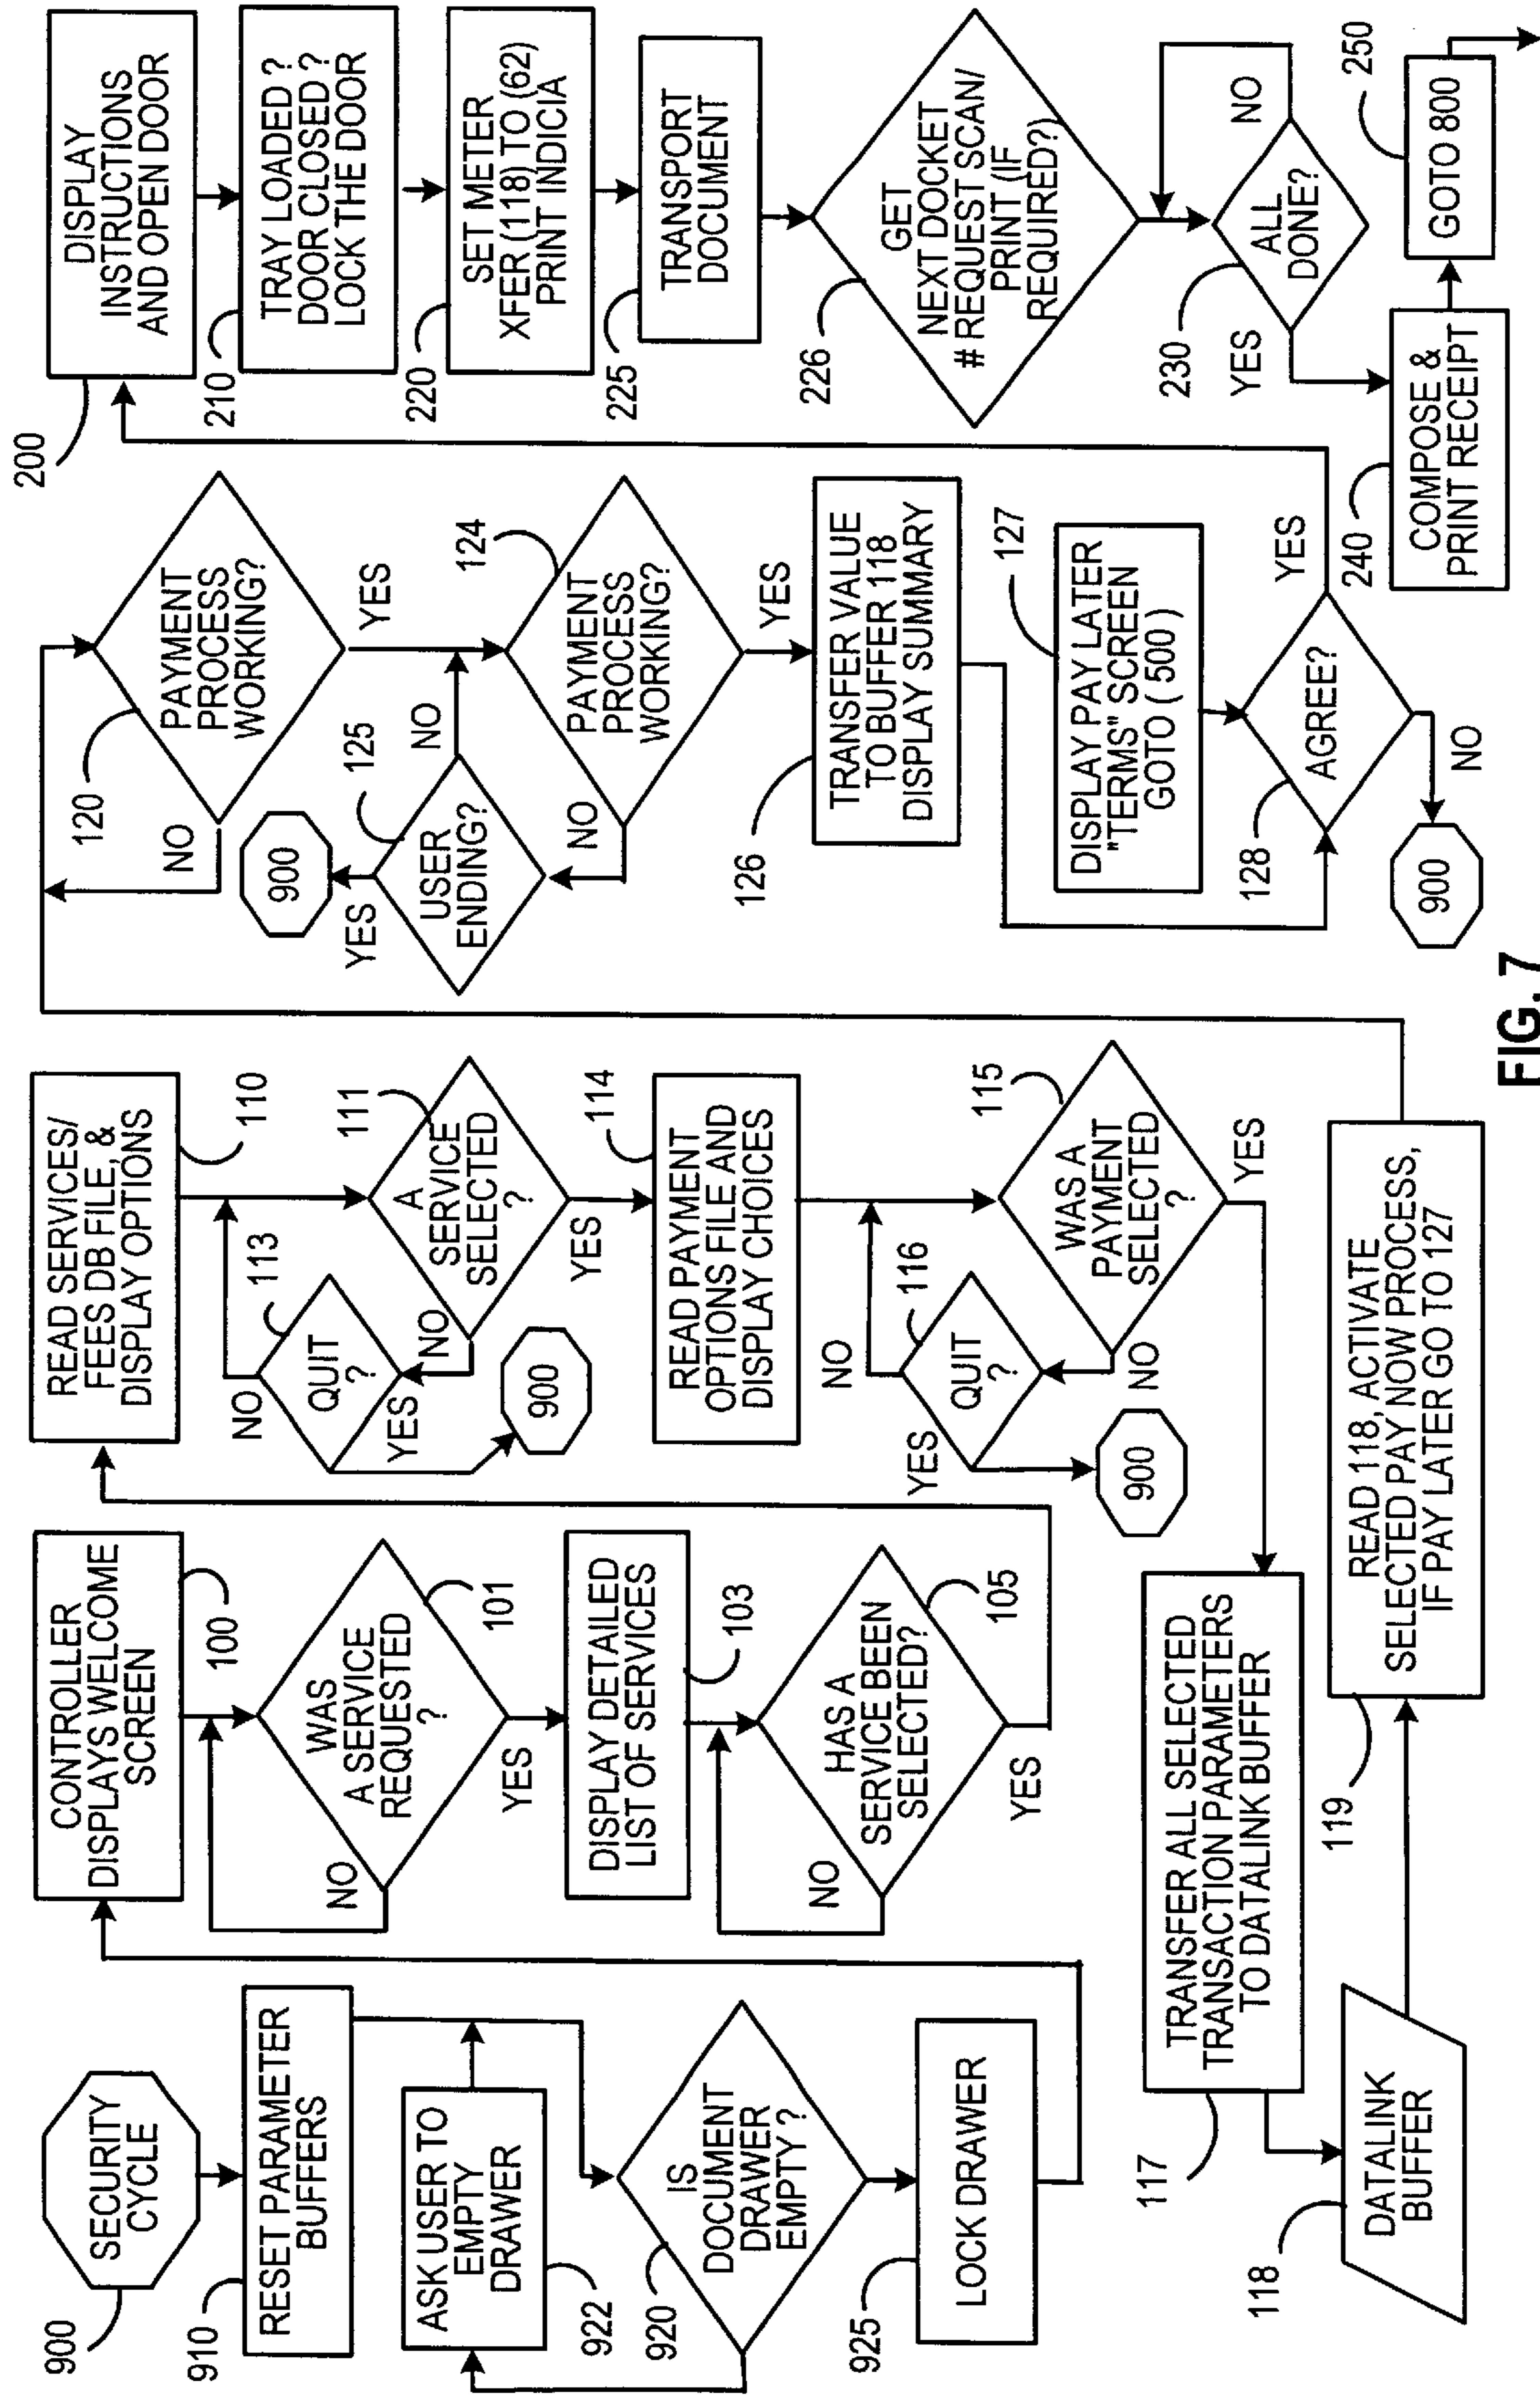 900
SECURITY
CYCLE
910
RESET PARAMETER
BUFFERS
ASK USER TO
EMPTY
DRAWER
922
920
IS
DOCUMENT
DRAWER
EMPTY ?
925
LOCK DRAWER
CONTROLLER
DISPLAYS WELCOME
SCREEN
100
WAS
A SERVICE
REQUESTED
?
101
NO
YES
DISPLAY DETAILED
LIST OF SERVICES
103
HAS A
SERVICE BEEN
SELECTED?
105
NO
YES
READ SERVICES/
FEES DB FILE, &
DISPLAY OPTIONS
110
113
NO
QUIT
?
YES
900
A
SERVICE
SELECTED
?
111
NO
YES
READ PAYMENT
OPTIONS FILE AND
DISPLAY CHOICES
114
NO
116
QUIT
?
YES
900
WAS A
PAYMENT
SELECTED
?
115
NO
YES
TRANSFER ALL SELECTED
TRANSACTION PARAMETERS
TO DATALINK BUFFER
117
118
DATALINK
BUFFER
119
READ 118, ACTIVATE
SELECTED PAY NOW PROCESS,
IF PAY LATER GO TO 127
120
PAYMENT
PROCESS
WORKING?
NO
YES
900
YES
125
USER
ENDING?
NO
NO
124
PAYMENT
PROCESS
WORKING?
YES
126
TRANSFER VALUE
TO BUFFER 118
DISPLAY SUMMARY
127
DISPLAY PAY LATER
"TERMS" SCREEN
GOTO ( 500 )
128
AGREE?
YES
NO
900
200
DISPLAY
INSTRUCTIONS
AND OPEN DOOR
210
TRAY LOADED ?
DOOR CLOSED ?
LOCK THE DOOR
220
SET METER
XFER (118) TO (62)
PRINT INDICIA
225
TRANSPORT
DOCUMENT
226
GET
NEXT DOCKET
# REQUEST SCAN/
PRINT (IF
REQUIRED?)
230
ALL
DONE?
NO
YES
240
COMPOSE &
PRINT RECEIPT
250
GOTO 800
FIG. 7